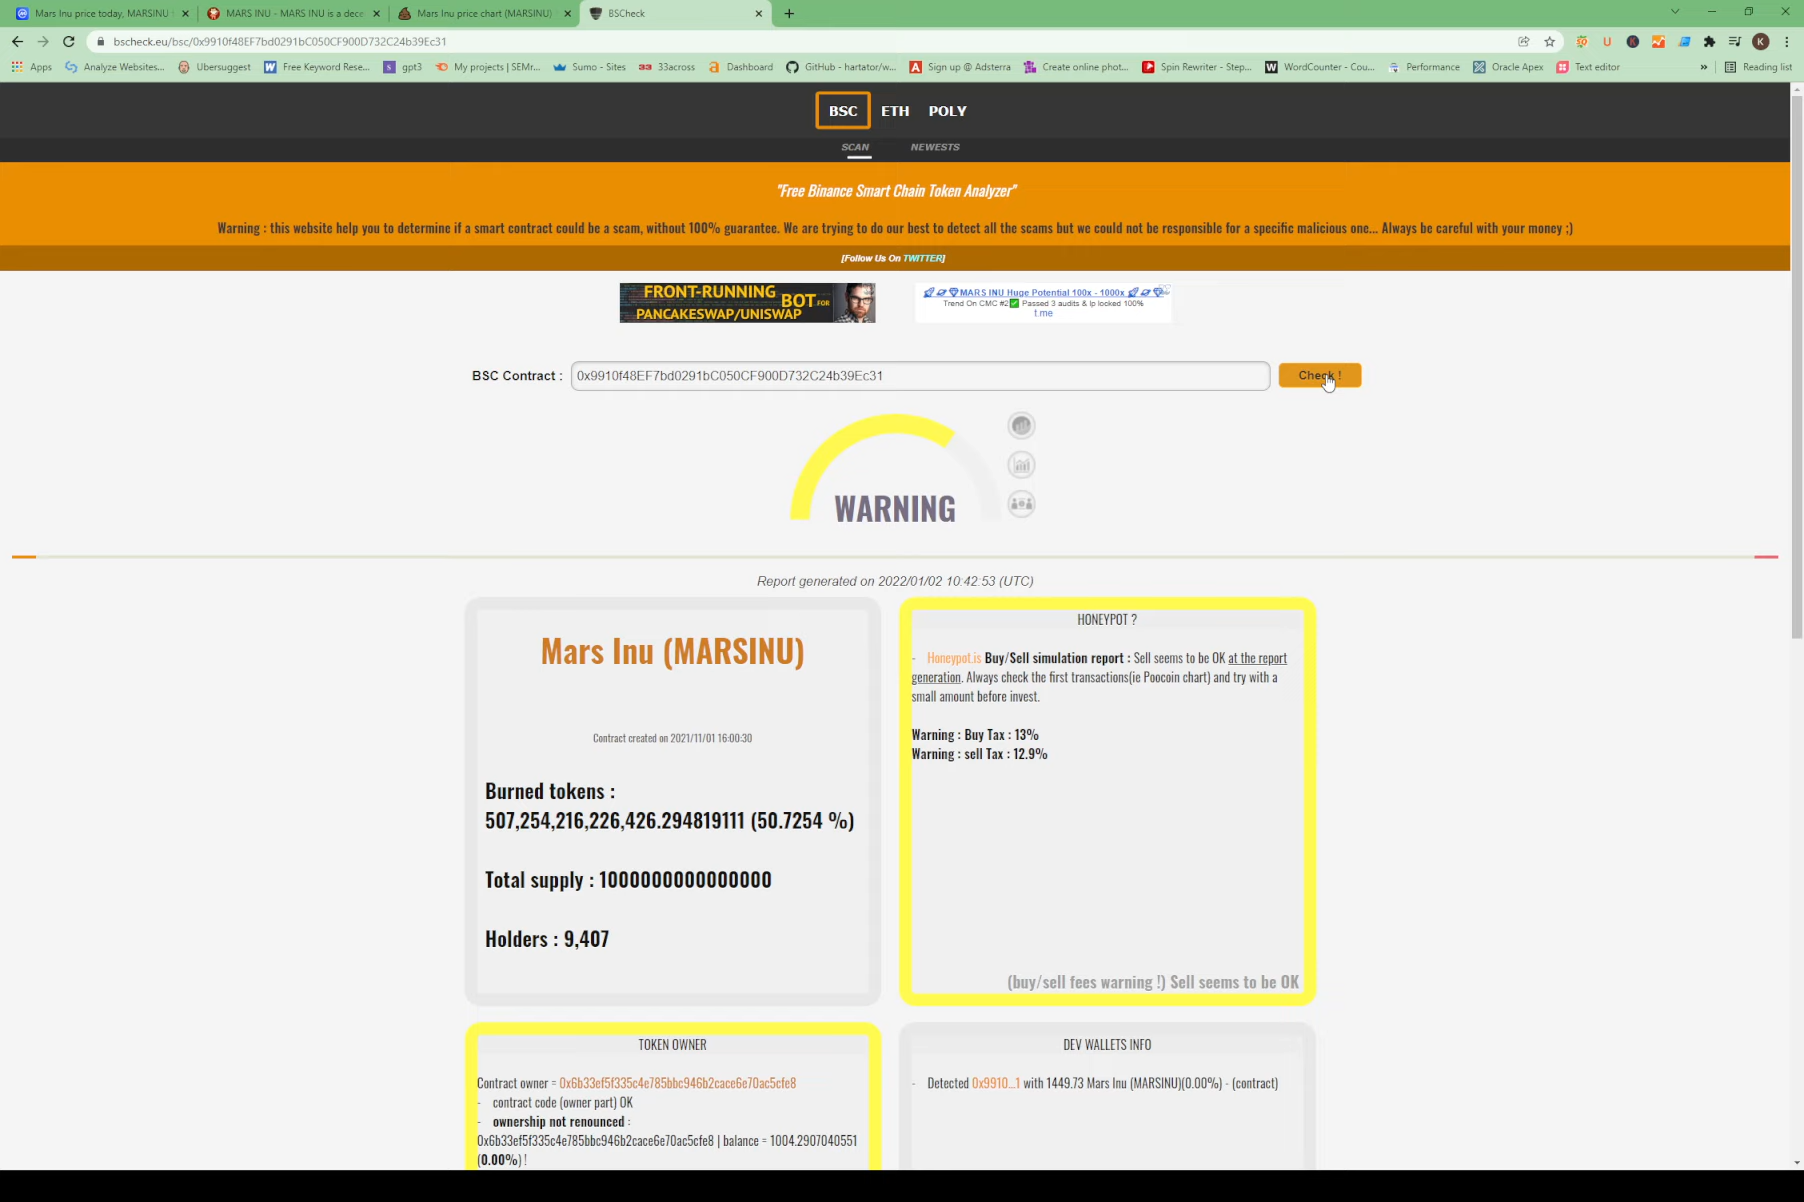 Mars Inu price today, MARSINU
MARS INU - MARS INU is a dece
Mars Inu price chart (MARSINU)
BSCheck
bscheck.eu/bsc/0x9910f48EF7bd0291bC050CF900D732C24b39Ec31
Apps
Analyze Websites...
Ubersuggest
Free Keyword Rese...
gpt3
My projects | SEMr...
Sumo - Sites
33across
Dashboard
GitHub - hartator/w...
Sign up @ Adsterra
Create online phot...
Spin Rewriter - Step...
WordCounter - Cou...
Performance
Oracle Apex
Text editor
»
Reading list
BSC
ETH
POLY
SCAN
NEWESTS
"Free Binance Smart Chain Token Analyzer"
Warning : this website help you to determine if a smart contract could be a scam, without 100% guarantee. We are trying to do our best to detect all the scams but we could not be responsible for a specific malicious one... Always be careful with your money ;)
[Follow Us On TWITTER]
FRONT-RUNNING
BOT FOR
PANCAKESWAP/UNISWAP
MARS INU Huge Potential 100x - 1000x
Trend On CMC #2✅ Passed 3 audits & lp locked 100%
t.me
BSC Contract :
0x9910f48EF7bd0291bC050CF900D732C24b39Ec31
Check !
WARNING
Report generated on 2022/01/02 10:42:53 (UTC)
Mars Inu (MARSINU)
Contract created on 2021/11/01 16:00:30
Burned tokens :
507,254,216,226,426.294819111 (50.7254 %)
Total supply : 1000000000000000
Holders : 9,407
HONEYPOT ?
- Honeypot.is Buy/Sell simulation report : Sell seems to be OK at the report
generation. Always check the first transactions(ie Poocoin chart) and try with a
small amount before invest.
Warning : Buy Tax : 13%
Warning : sell Tax : 12.9%
(buy/sell fees warning !) Sell seems to be OK
TOKEN OWNER
Contract owner = 0x6b33ef5f335c4e785bbc946b2cace6e70ac5cfe8
- contract code (owner part) OK
- ownership not renounced :
0x6b33ef5f335c4e785bbc946b2cace6e70ac5cfe8 | balance = 1004.2907040551
(0.00%) !
DEV WALLETS INFO
- Detected 0x9910...1 with 1449.73 Mars Inu (MARSINU)(0.00%) - (contract)